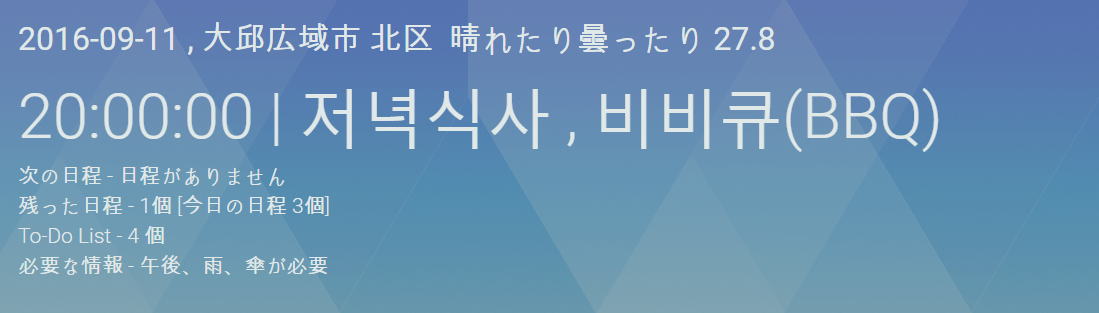 2016-09-11 , 大邱広域市 北区 晴れたり曇ったり 27.8
20:00:00 | 저녁식사 , 비비큐(BBQ)
次の日程 - 日程がありません
残った日程 - 1個 [今日の日程 3個]
To-Do List - 4 個
必要な情報 - 午後、雨、傘が必要